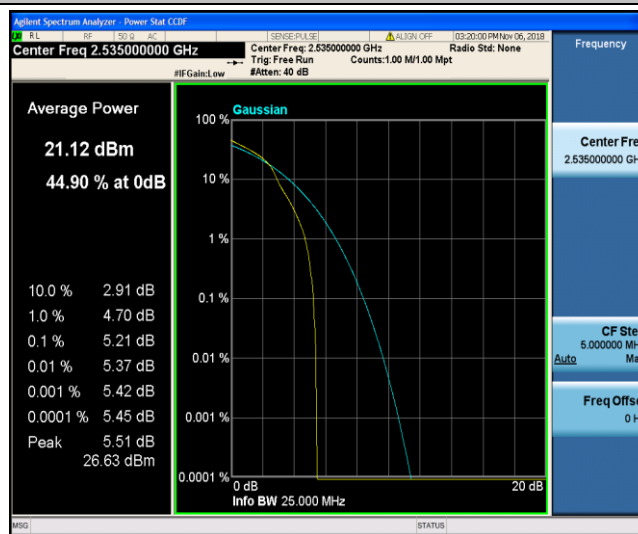 Agilent Spectrum Analyzer - Power Stat CCDF
RL RF 50 Ω AC SENSE:PULSE ALIGN OFF 03:20:00 PM Nov 06, 2018
Center Freq 2.535000000 GHz
Center Freq: 2.535000000 GHz Radio Std: None
Trig: Free Run Counts:1.00 M/1.00 Mpt
#IFGain:Low #Atten: 40 dB
Frequency
Average Power
21.12 dBm
44.90 % at 0dB
10.0 % 2.91 dB
1.0 % 4.70 dB
0.1 % 5.21 dB
0.01 % 5.37 dB
0.001 % 5.42 dB
0.0001 % 5.45 dB
Peak 5.51 dB
26.63 dBm
Gaussian
100 %
10 %
1 %
0.1 %
0.01 %
0.001 %
0.0001 %
0 dB 20 dB
Info BW 25.000 MHz
Center Fre
2.535000000 GH
CF Ste
5.000000 MH
Auto Ma
Freq Offse
0 H
MSG STATUS